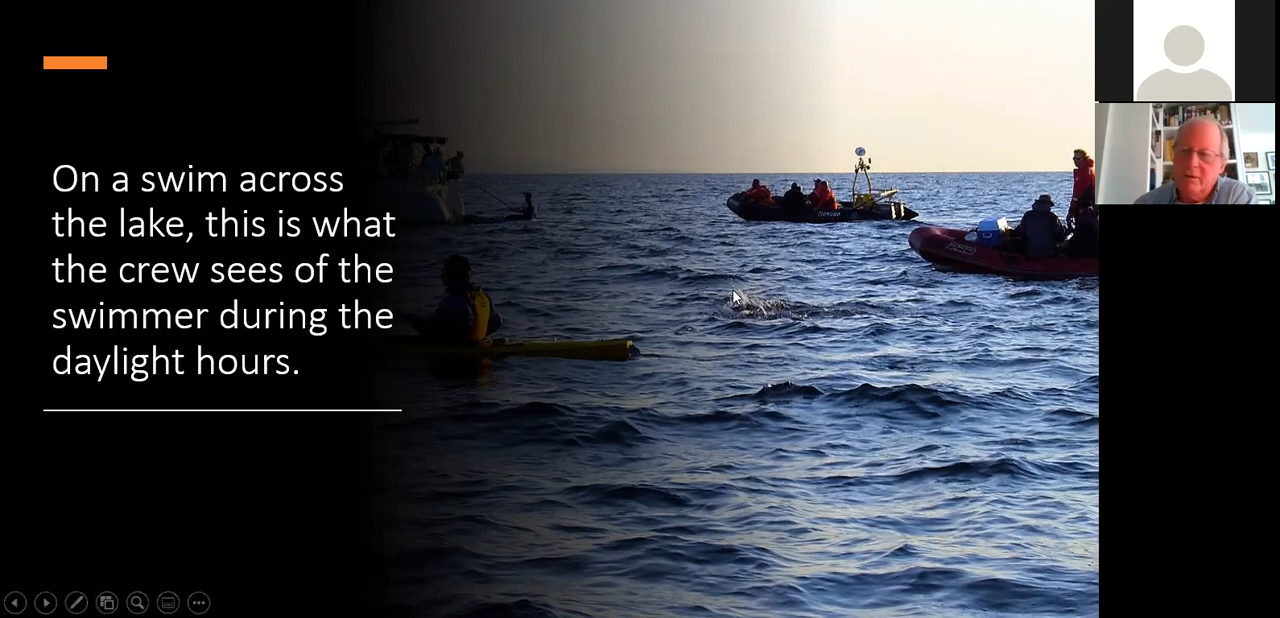 On a swim across
the lake, this is what
the crew sees of the
swimmer during the
daylight hours.